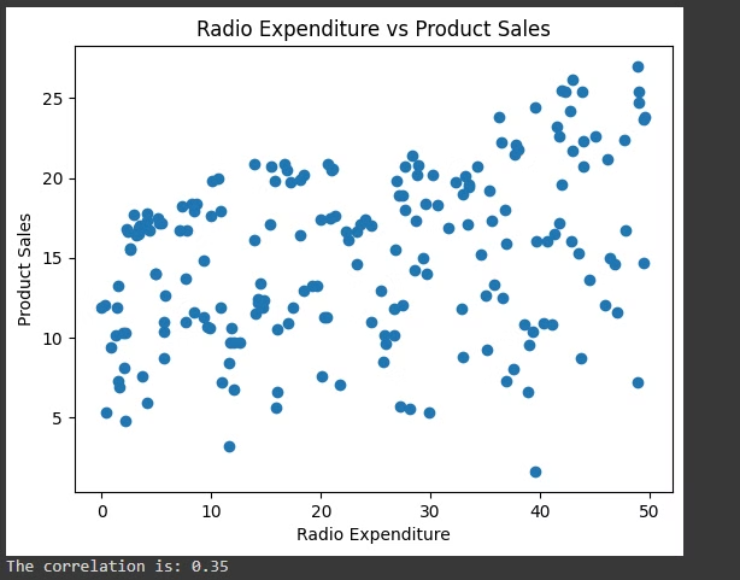 Radio Expenditure vs Product Sales
25
20
15
10
5
Product Sales
0 10 20 30 40 50
Radio Expenditure
The correlation is: 0.35